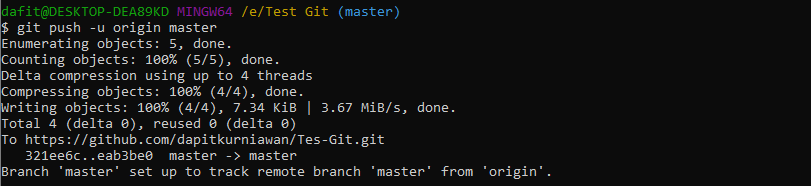 dafit@DESKTOP-DEA89KD MINGW64 /e/Test Git (master)
$ git push -u origin master
Enumerating objects: 5, done.
Counting objects: 100% (5/5), done.
Delta compression using up to 4 threads
Compressing objects: 100% (4/4), done.
Writing objects: 100% (4/4), 7.34 KiB | 3.67 MiB/s, done.
Total 4 (delta 0), reused 0 (delta 0)
To https://github.com/dapitkurniawan/Tes-Git.git
   321ee6c..eab3be0  master -> master
Branch 'master' set up to track remote branch 'master' from 'origin'.